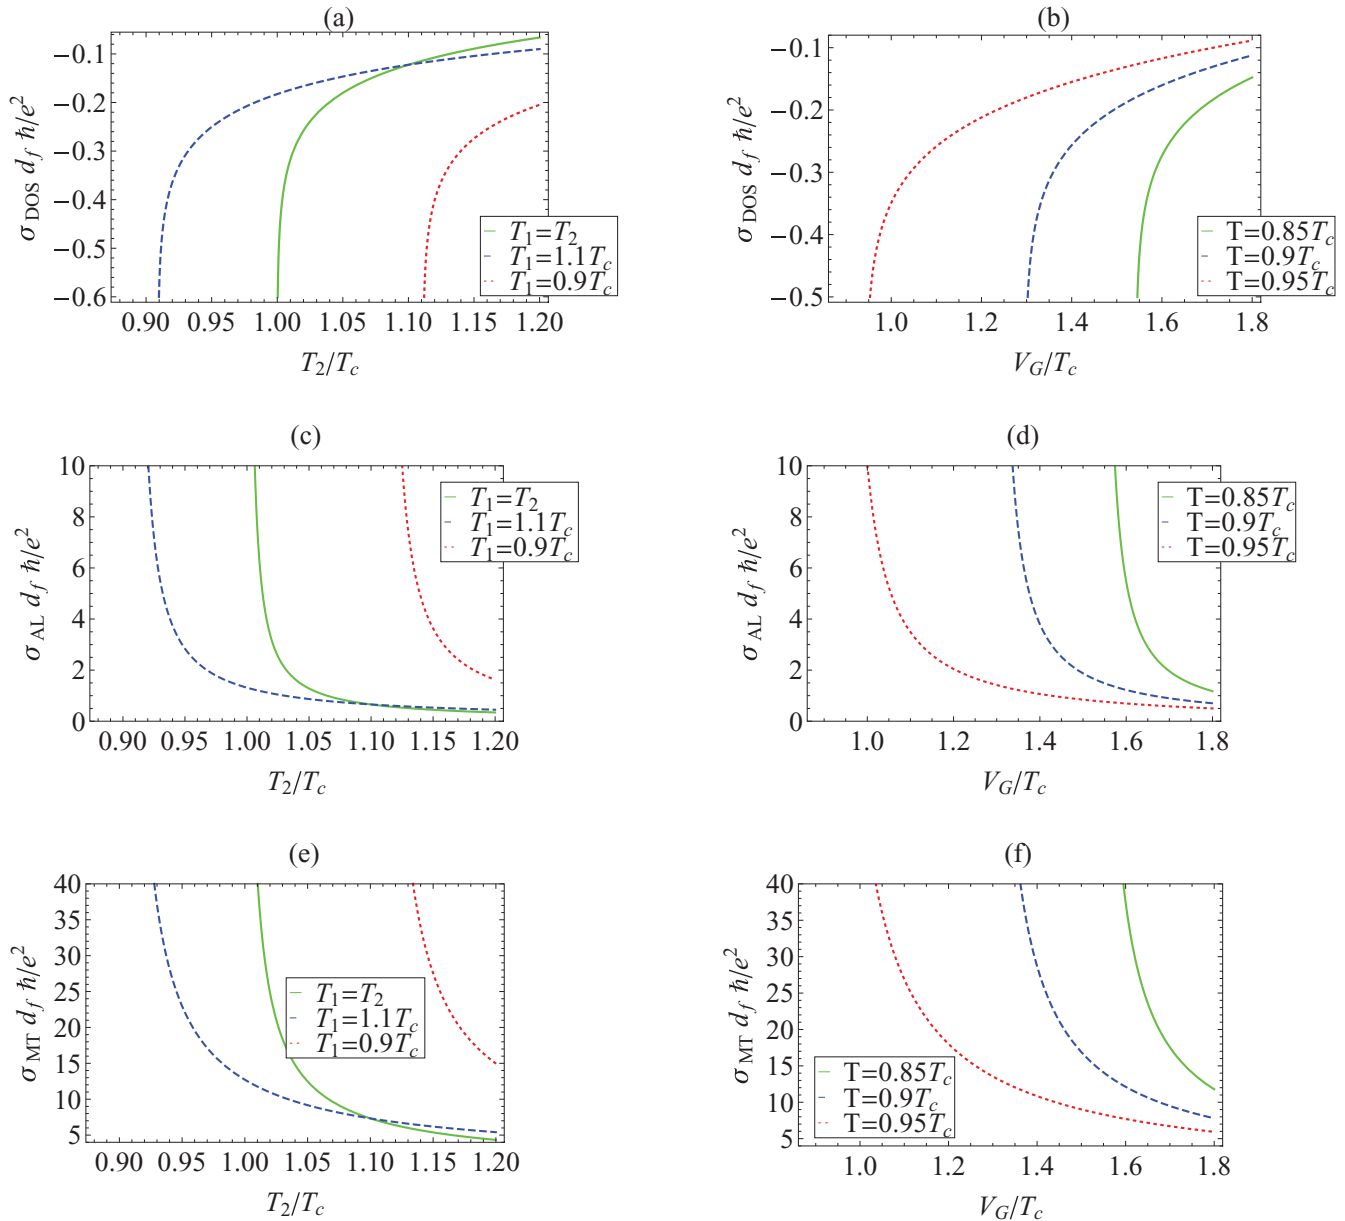 (a)
σ_DOS d_f ħ/e²
−0.1
−0.2
−0.3
−0.4
−0.5
−0.6
0.90 0.95 1.00 1.05 1.10 1.15 1.20
T₂/T_c
T₁=T₂
T₁=1.1T_c
T₁=0.9T_c
(b)
σ_DOS d_f ħ/e²
−0.1
−0.2
−0.3
−0.4
−0.5
1.0 1.2 1.4 1.6 1.8
V_G/T_c
T=0.85T_c
T=0.9T_c
T=0.95T_c
(c)
σ_AL d_f ħ/e²
10
8
6
4
2
0
0.90 0.95 1.00 1.05 1.10 1.15 1.20
T₂/T_c
T₁=T₂
T₁=1.1T_c
T₁=0.9T_c
(d)
σ_AL d_f ħ/e²
10
8
6
4
2
0
1.0 1.2 1.4 1.6 1.8
V_G/T_c
T=0.85T_c
T=0.9T_c
T=0.95T_c
(e)
σ_MT d_f ħ/e²
40
35
30
25
20
15
10
5
0.90 0.95 1.00 1.05 1.10 1.15 1.20
T₂/T_c
T₁=T₂
T₁=1.1T_c
T₁=0.9T_c
(f)
σ_MT d_f ħ/e²
40
35
30
25
20
15
10
5
1.0 1.2 1.4 1.6 1.8
V_G/T_c
T=0.85T_c
T=0.9T_c
T=0.95T_c